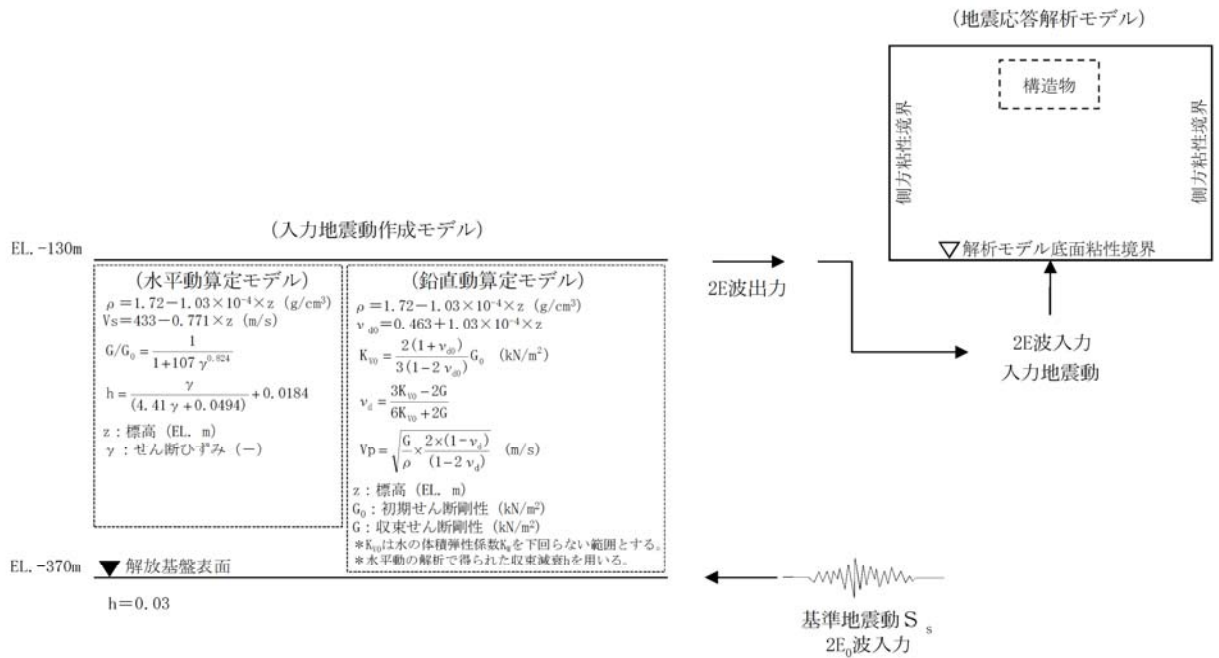 (地震応答解析モデル)
構造物
側方粘性境界
側方粘性境界
▽解析モデル底面粘性境界
(入力地震動作成モデル)
EL.-130m
(水平動算定モデル)
ρ=1.72-1.03×10⁻⁴×z (g/cm³)
Vs=433-0.771×z (m/s)
G/G₀=1/(1+107γ^0.824)
h=γ/(4.41γ+0.0494)+0.0184
z:標高 (EL. m)
γ:せん断ひずみ (-)
(鉛直動算定モデル)
ρ=1.72-1.03×10⁻⁴×z (g/cm³)
ν_d0=0.463+1.03×10⁻⁴×z
K_V0=2(1+ν_d0)/3(1-2ν_d0) G₀ (kN/m²)
ν_d=(3K_V0-2G)/(6K_V0+2G)
Vp=√(G/ρ×2×(1-ν_d)/(1-2ν_d)) (m/s)
z:標高 (EL. m)
G₀:初期せん断剛性 (kN/m²)
G:収束せん断剛性 (kN/m²)
*K_V0は水の体積弾性係数K_Wを下回らない範囲とする。
*水平動の解析で得られた収束減衰hを用いる。
2E波出力
2E波入力
入力地震動
EL.-370m
▼解放基盤表面
h=0.03
基準地震動Sₛ
2E₀波入力